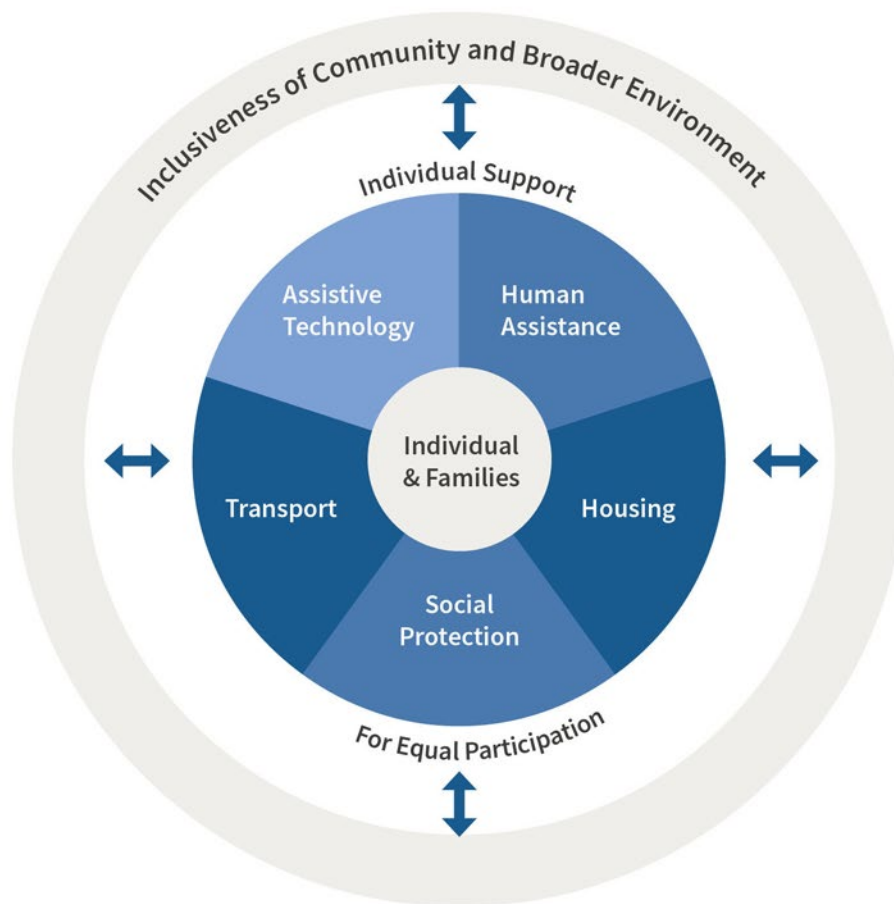 Inclusiveness of Community and Broader Environment
Individual Support
Assistive
Technology
Human
Assistance
Individual
& Families
Transport
Housing
Social
Protection
For Equal Participation